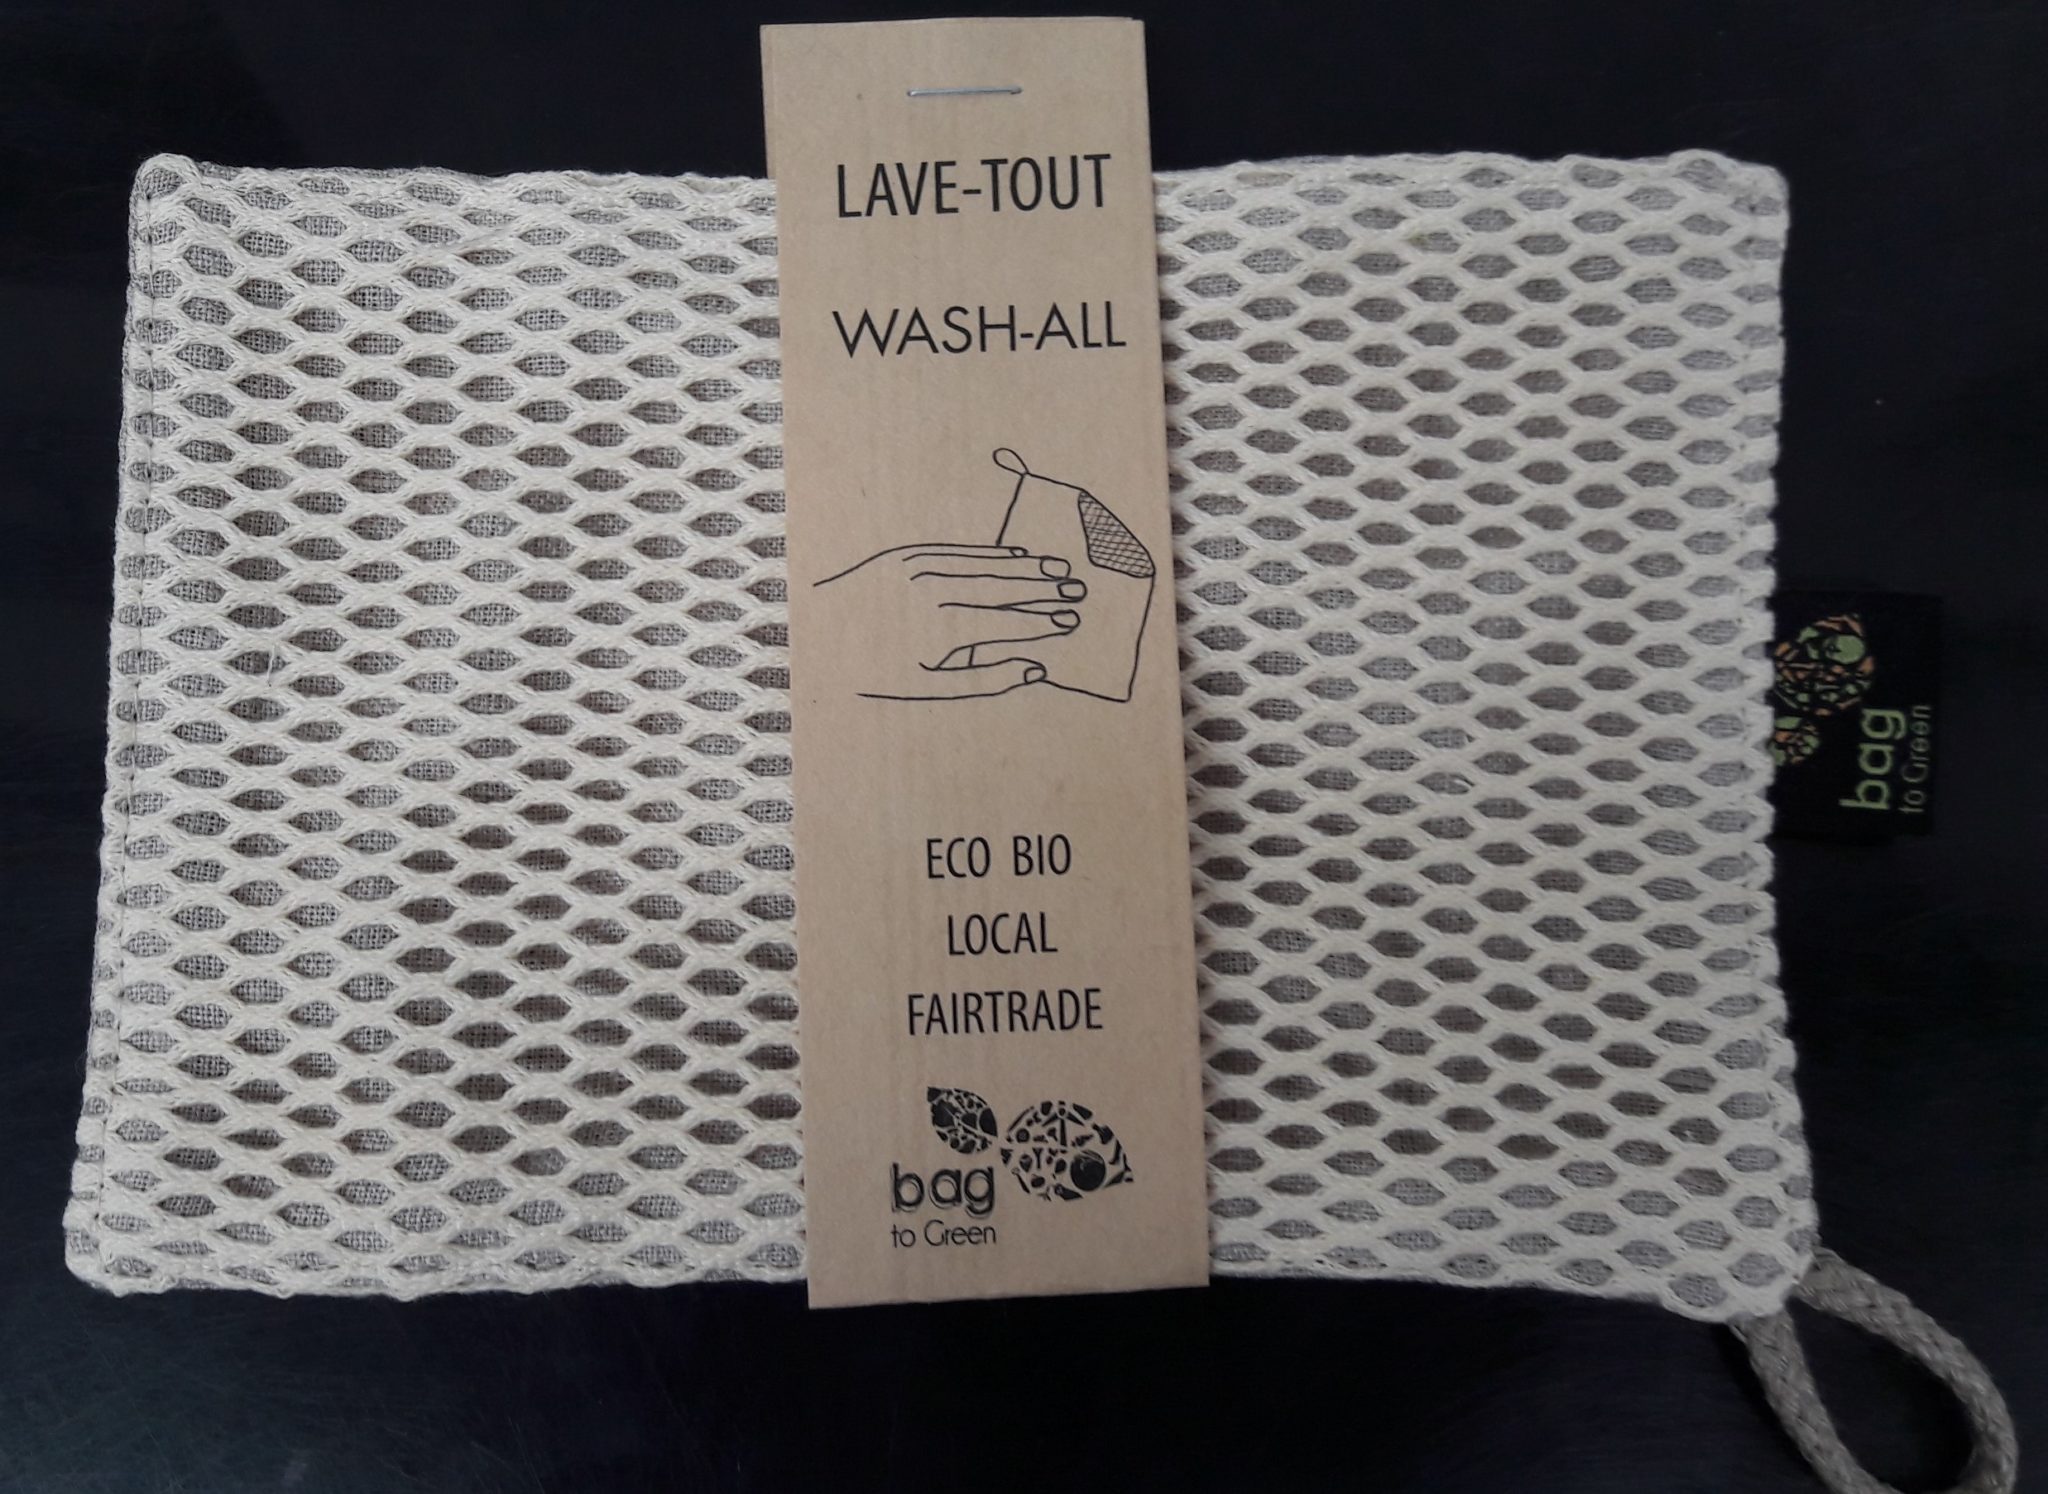 LAVE-TOUT
WASH-ALL
ECO BIO
LOCAL
FAIRTRADE
bag
to Green
bag
to Green